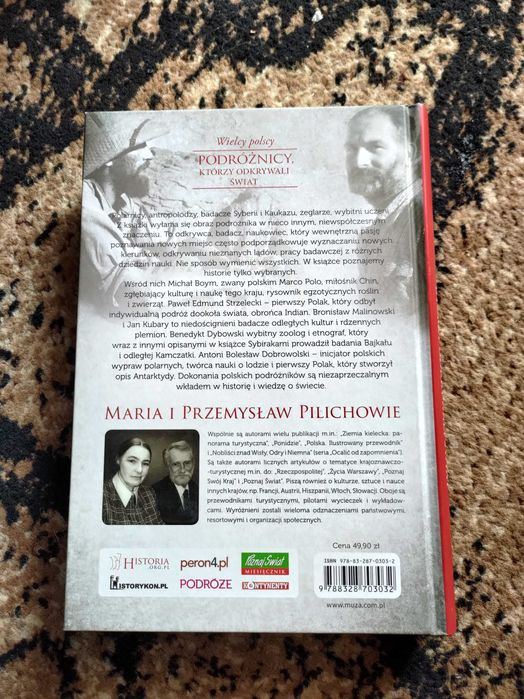 Wielcy polscy
PODRÓŻNICY,
KTÓRZY ODKRYWALI
ŚWIAT
Polarnicy, antropolodzy, badacze Syberii i Kaukazu, żeglarze, wybitni uczeni.
Z książki wyłania się obraz podróżnika w nieco innym, niewspółczesnym
znaczeniu. To odkrywca, badacz, naukowiec, który wewnętrzną pasję
poznawania nowych miejsc często podporządkowuje wyznaczaniu nowych
kierunków, odkrywaniu nieznanych lądów, pracy badawczej z różnych
dziedzin nauki. Nie sposób wymienić wszystkich. W książce poznajemy
historie tylko wybranych.
Wśród nich Michał Boym, zwany polskim Marco Polo, miłośnik Chin,
zgłębiający kulturę i naukę tego kraju, rysownik egzotycznych roślin
i zwierząt. Paweł Edmund Strzelecki – pierwszy Polak, który odbył
indywidualną podróż dookoła świata, obrońca Indian. Bronisław Malinowski
i Jan Kubary to niedoścignieni badacze odległych kultur i rdzennych
plemion. Benedykt Dybowski wybitny zoolog i etnograf, który
wraz z innymi opisanymi w książce Sybirakami prowadził badania Bajkału
i odległej Kamczatki. Antoni Bolesław Dobrowolski – inicjator polskich
wypraw polarnych, twórca nauki o lodzie i pierwszy Polak, który stworzył
opis Antarktydy. Dokonania polskich podróżników są niezaprzeczalnym
wkładem w historię i wiedzę o świecie.
MARIA I PRZEMYSŁAW PILICHOWIE
Wspólnie są autorami wielu publikacji m.in.: „Ziemia kielecka: pa-
norama turystyczna", „Ponidzie", „Polska. Ilustrowany przewodnik"
i „Nobliści znad Wisły, Odry i Niemna" (seria „Ocalić od zapomnienia").
Są także autorami licznych artykułów o tematyce krajoznawczo-
-turystycznej m.in. do: „Rzeczpospolitej", „Życia Warszawy", „Poznaj
Swój Kraj" i „Poznaj Świat". Piszą również o kulturze, sztuce i nauce
innych krajów, np. Francji, Austrii, Hiszpanii, Włoch, Słowacji. Oboje są
przewodnikami turystycznymi, pilotami wycieczek i wykładow-
cami. Wyróżnieni zostali wieloma odznaczeniami państwowymi,
resortowymi i organizacji społecznych.
Cena 49,90 zł
HISTORIA
.ORG.PL
peron4.pl
Poznaj Świat
MIESIĘCZNIK
HISTORYKON.PL
PODRÓŻE
KONTYNENTY
ISBN 978-83-287-0303-2
9 788328 703032
www.muza.com.pl